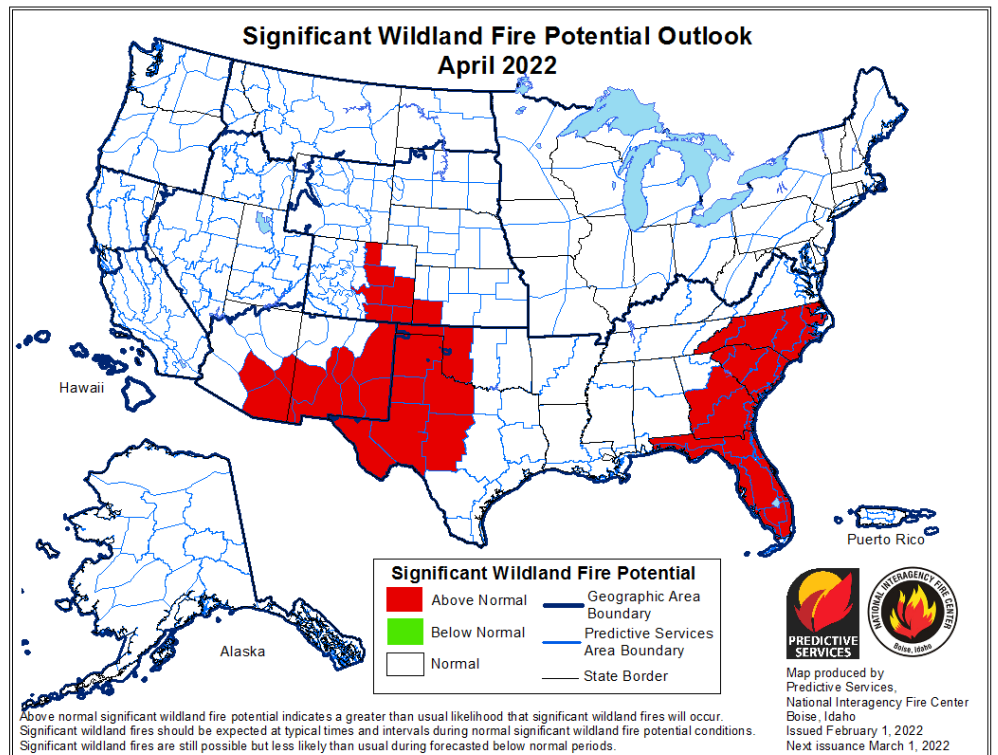 Significant Wildland Fire Potential Outlook
April 2022
Hawaii
Alaska
Puerto Rico
Significant Wildland Fire Potential
Above Normal
Below Normal
Normal
Geographic Area
Boundary
Predictive Services
Area Boundary
State Border
PREDICTIVE
SERVICES
NATIONAL INTERAGENCY FIRE CENTER
Boise, Idaho
Map produced by
Predictive Services,
National Interagency Fire Center
Boise, Idaho
Issued February 1, 2022
Next issuance March 1, 2022
Above normal significant wildland fire potential indicates a greater than usual likelihood that significant wildland fires will occur.
Significant wildland fires should be expected at typical times and intervals during normal significant wildland fire potential conditions.
Significant wildland fires are still possible but less likely than usual during forecasted below normal periods.